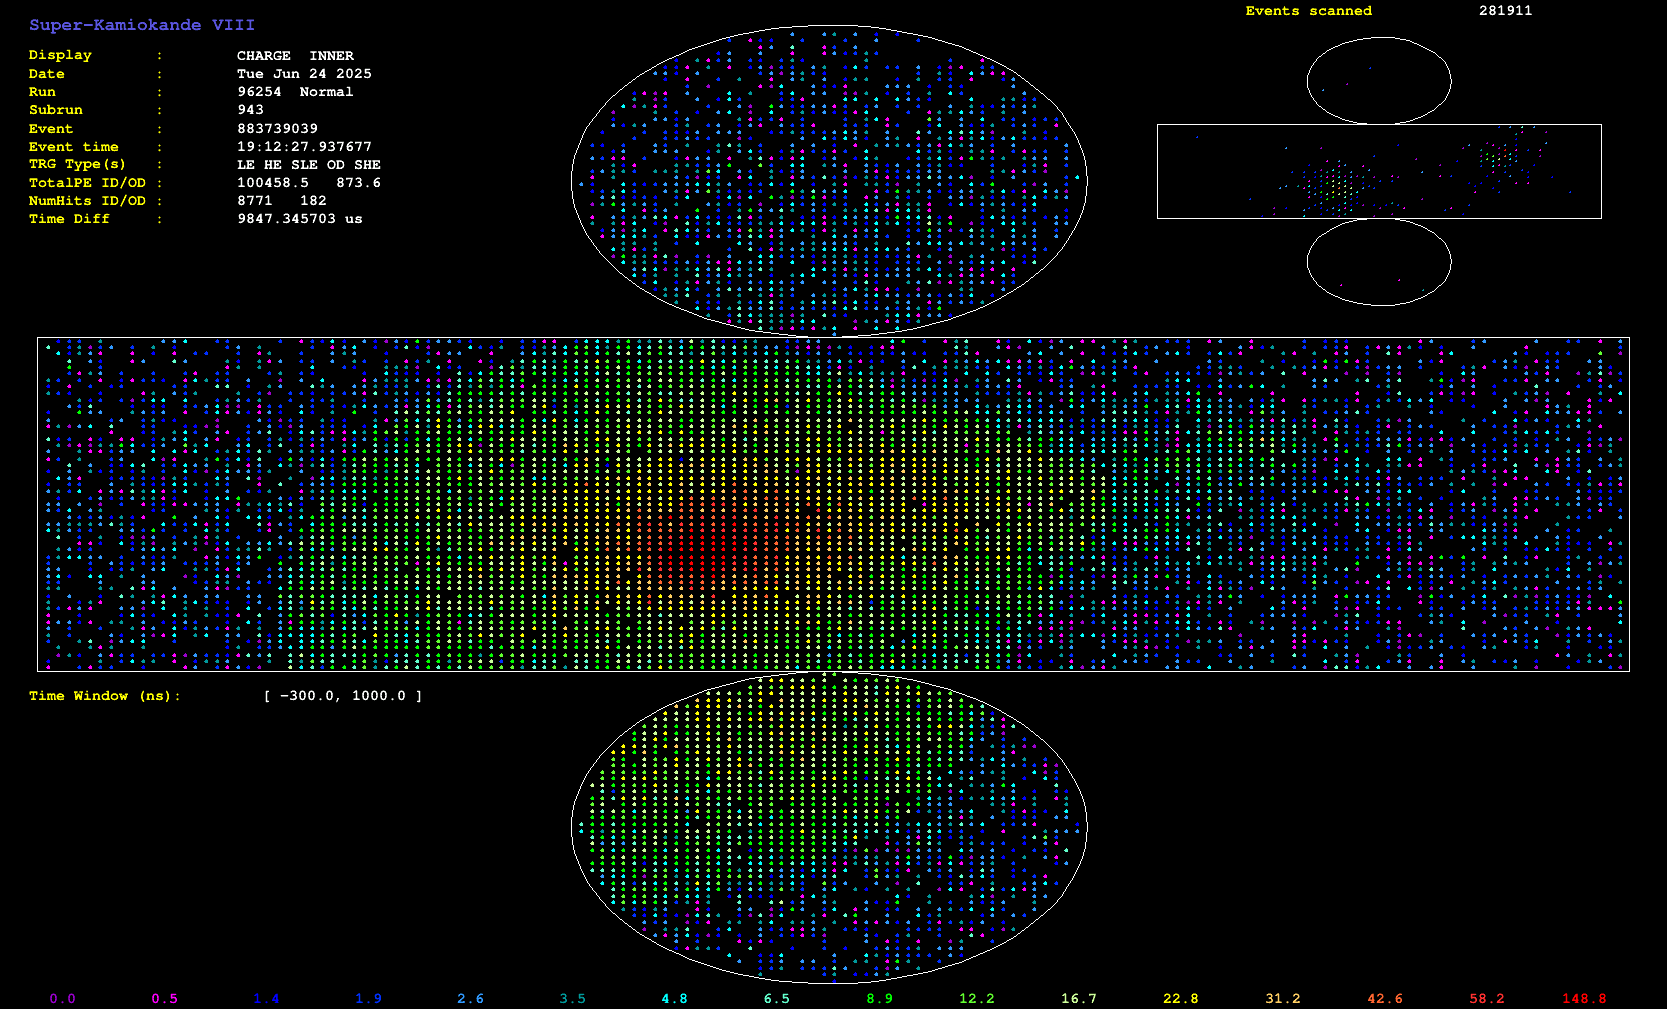 Super-Kamiokande VIII
Events scanned 281911
Display : CHARGE INNER
Date : Tue Jun 24 2025
Run : 96254 Normal
Subrun : 943
Event : 883739039
Event time : 19:12:27.937677
TRG Type(s) : LE HE SLE OD SHE
TotalPE ID/OD : 100458.5 873.6
NumHits ID/OD : 8771 182
Time Diff : 9847.345703 us
Time Window (ns): [ -300.0, 1000.0 ]
0.0 0.5 1.4 1.9 2.6 3.5 4.8 6.5 8.9 12.2 16.7 22.8 31.2 42.6 58.2 148.8